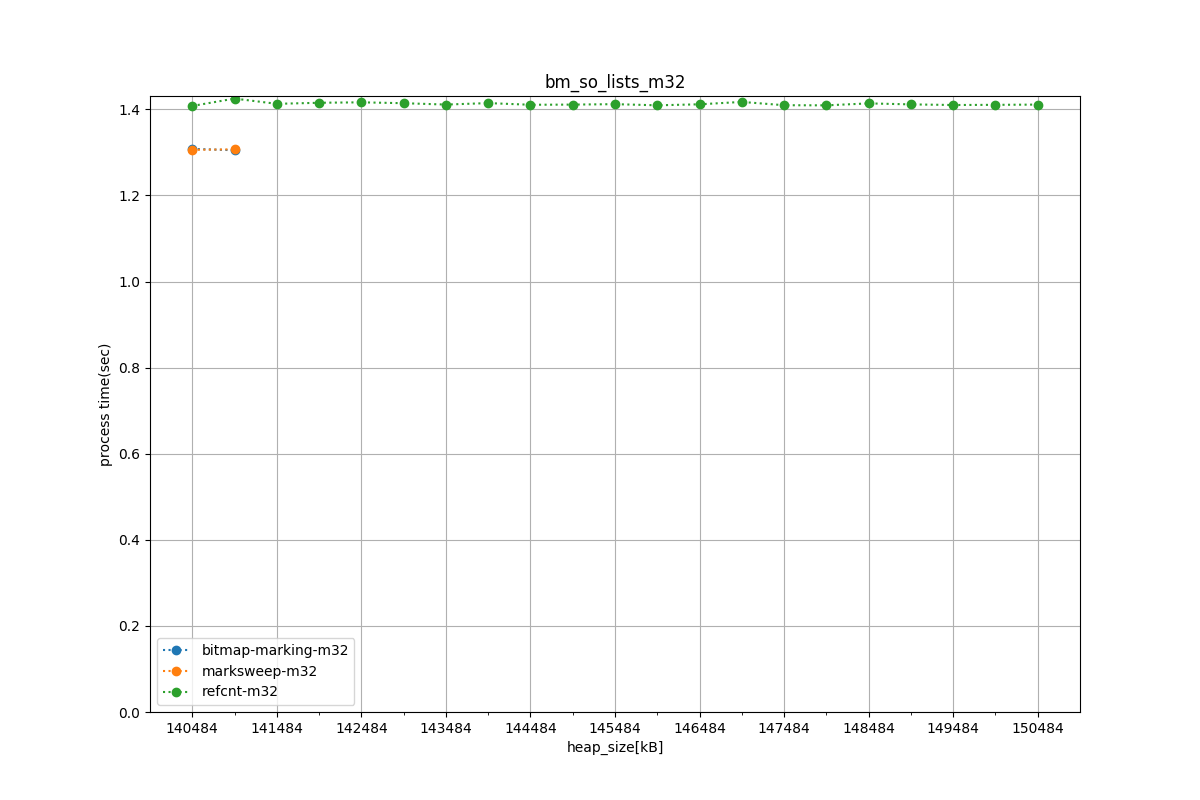 bm_so_lists_m32
process time(sec)
1.4
1.2
1.0
0.8
0.6
0.4
0.2
0.0
bitmap-marking-m32
marksweep-m32
refcnt-m32
140484 141484 142484 143484 144484 145484 146484 147484 148484 149484 150484
heap_size[kB]